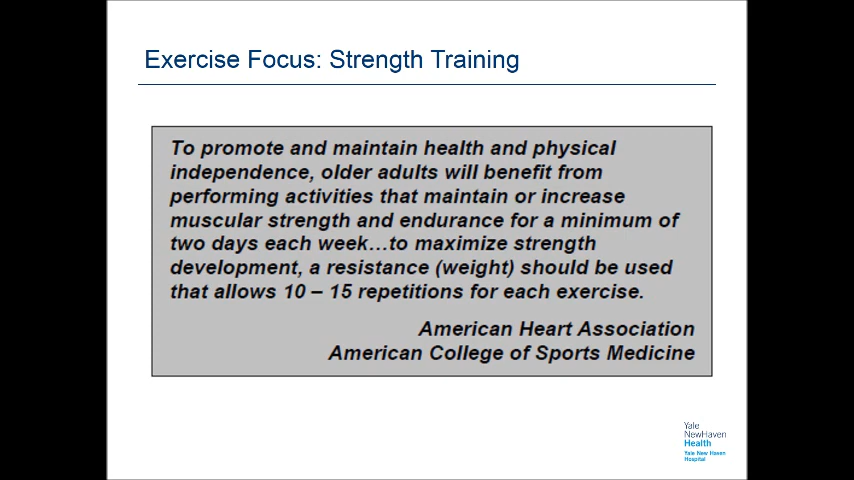 Exercise Focus: Strength Training
To promote and maintain health and physical
independence, older adults will benefit from
performing activities that maintain or increase
muscular strength and endurance for a minimum of
two days each week…to maximize strength
development, a resistance (weight) should be used
that allows 10 – 15 repetitions for each exercise.
American Heart Association
American College of Sports Medicine
Yale
NewHaven
Health
Yale New Haven
Hospital